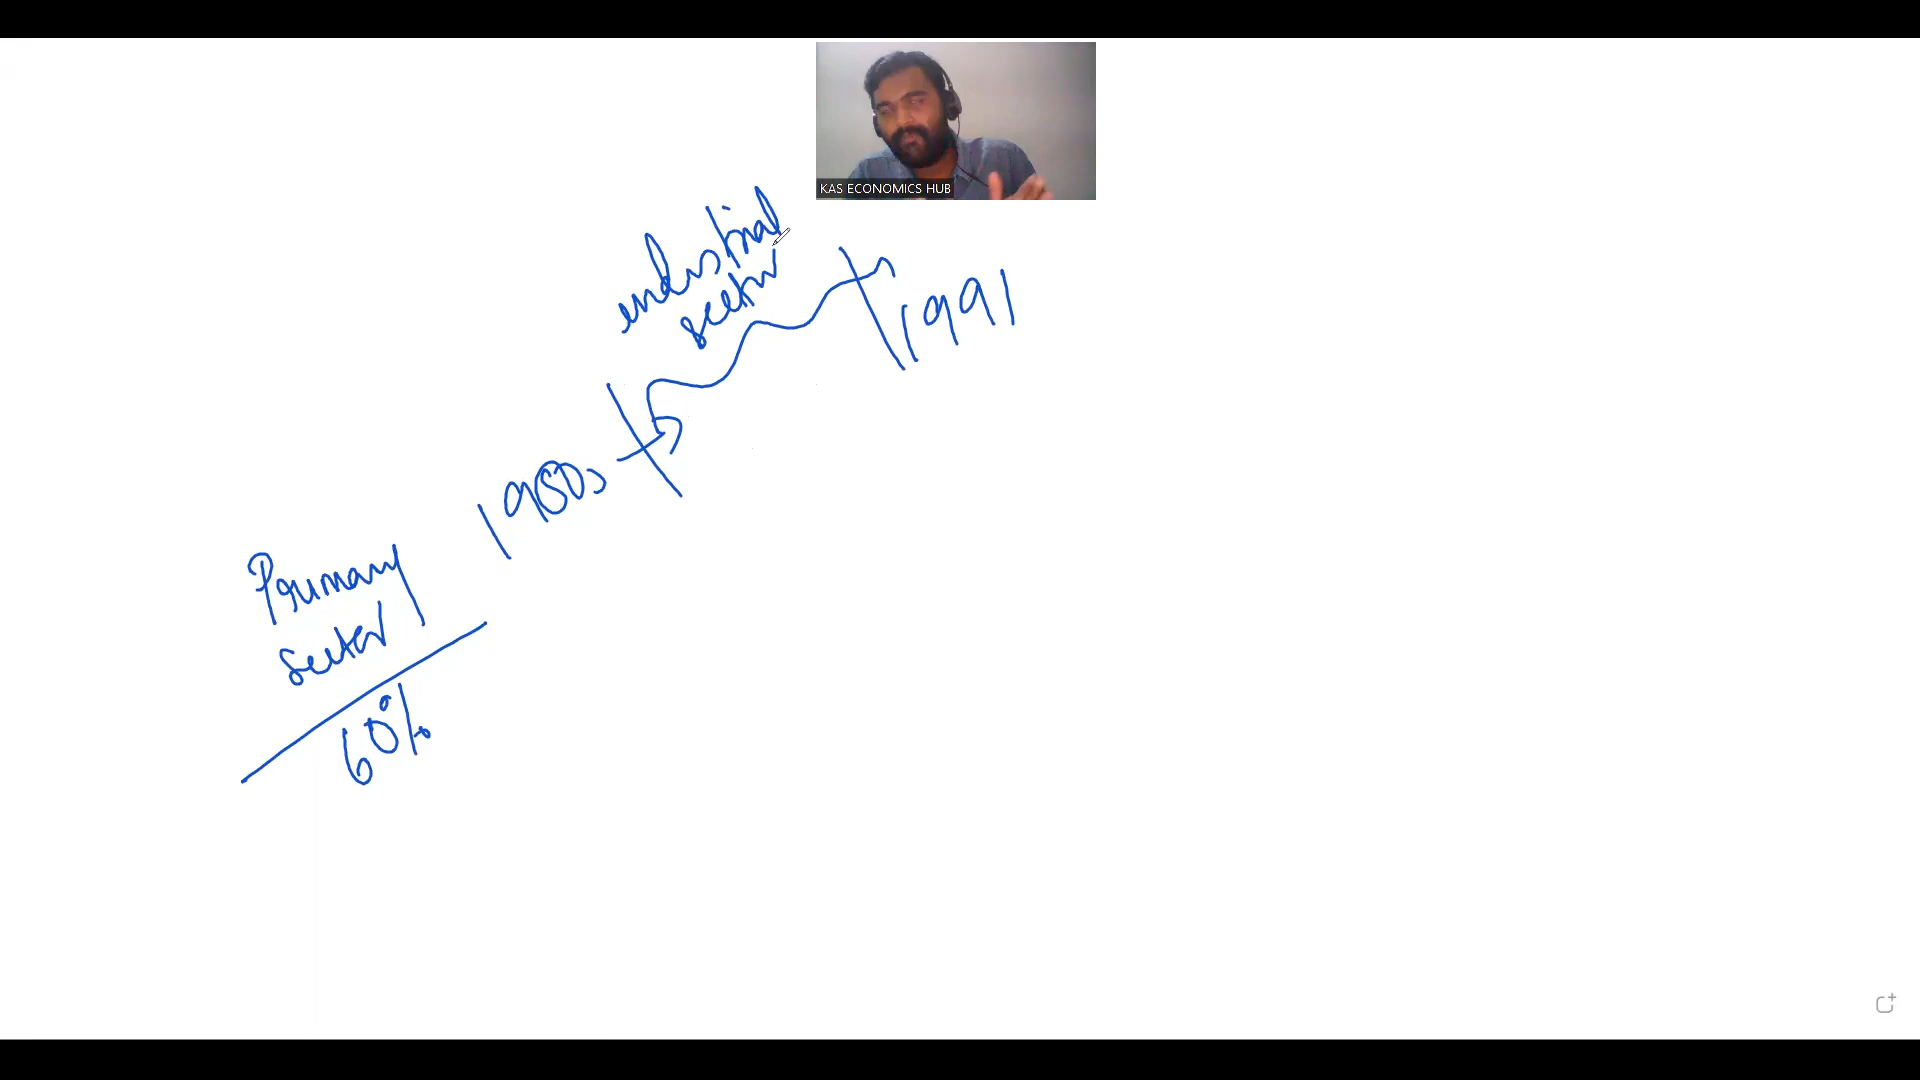 KAS ECONOMICS HUB
industrial
sector
1991
1980s
Primary
sector
60%